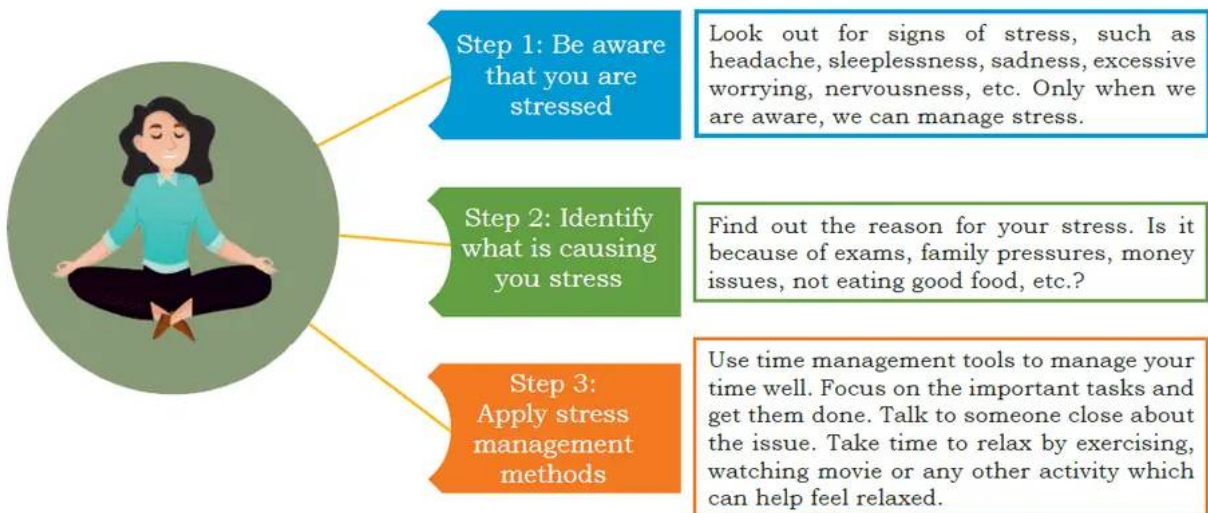 Step 1: Be aware
that you are
stressed
Look out for signs of stress, such as
headache, sleeplessness, sadness, excessive
worrying, nervousness, etc. Only when we
are aware, we can manage stress.
Step 2: Identify
what is causing
you stress
Find out the reason for your stress. Is it
because of exams, family pressures, money
issues, not eating good food, etc.?
Step 3:
Apply stress
management
methods
Use time management tools to manage your
time well. Focus on the important tasks and
get them done. Talk to someone close about
the issue. Take time to relax by exercising,
watching movie or any other activity which
can help feel relaxed.